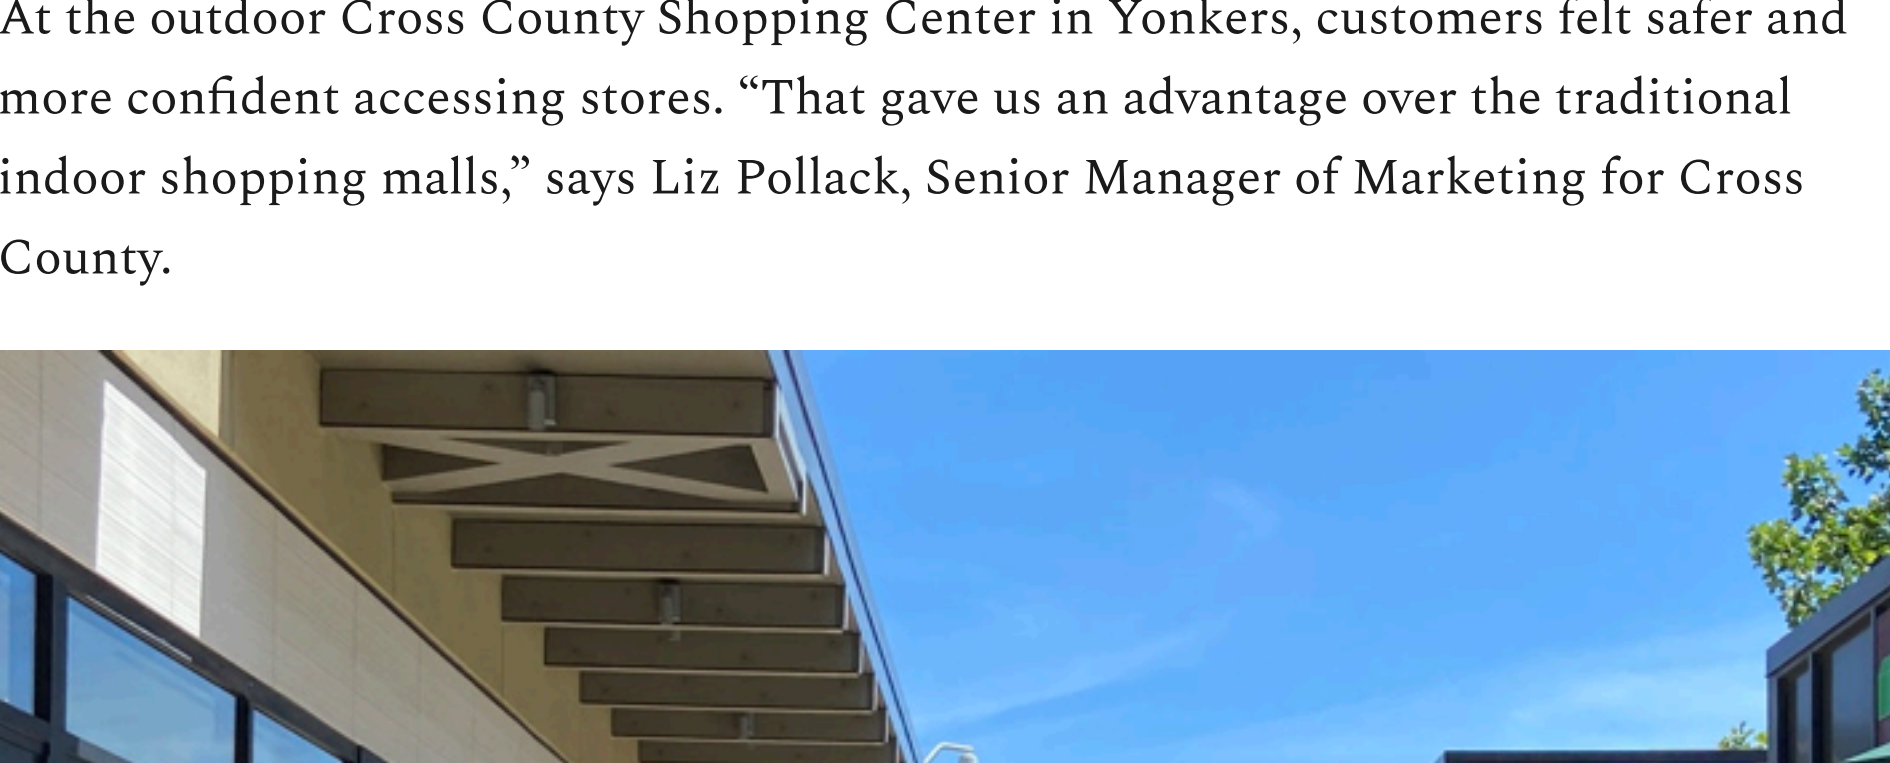 At the outdoor Cross County Shopping Center in Yonkers, customers felt safer and
more confident accessing stores. “That gave us an advantage over the traditional
indoor shopping malls,” says Liz Pollack, Senior Manager of Marketing for Cross
County.